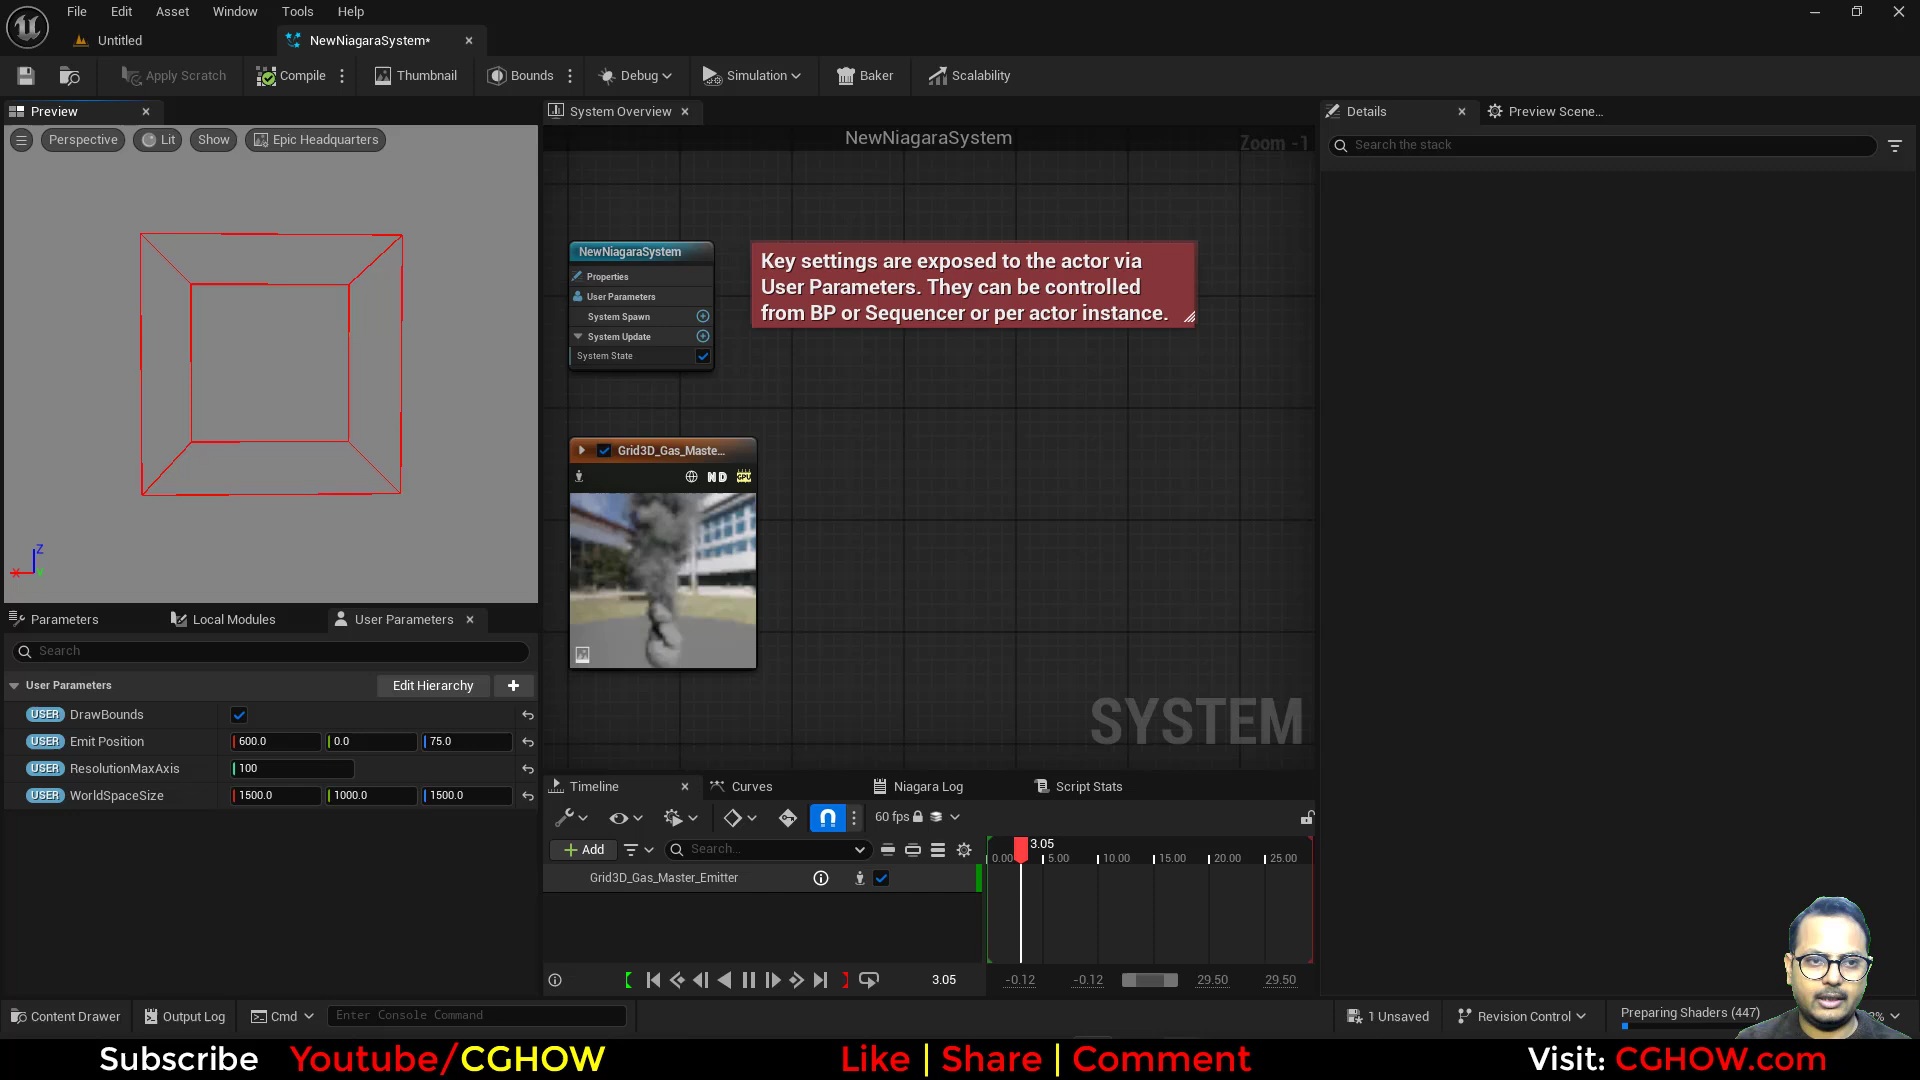 File Edit Asset Window Tools Help
Untitled
NewNiagaraSystem*
Apply Scratch
Compile
Thumbnail
Bounds
Debug
Simulation
Baker
Scalability
Preview
Perspective
Lit
Show
Epic Headquarters
Z
X
System Overview
NewNiagaraSystem
Zoom -1
NewNiagaraSystem
Properties
User Parameters
System Spawn
System Update
System State
Key settings are exposed to the actor via
User Parameters. They can be controlled
from BP or Sequencer or per actor instance.
Grid3D_Gas_Maste...
N D
GPU
SYSTEM
Details
Preview Scene...
Search the stack
Parameters
Local Modules
User Parameters
Search
User Parameters
Edit Hierarchy
USER DrawBounds
USER Emit Position 600.0 0.0 75.0
USER ResolutionMaxAxis 100
USER WorldSpaceSize 1500.0 1000.0 1500.0
Timeline
Curves
Niagara Log
Script Stats
60 fps
Add
Search...
3.05
0.00 5.00 10.00 15.00 20.00 25.00
Grid3D_Gas_Master_Emitter
3.05
-0.12 -0.12 29.50 29.50
Content Drawer
Output Log
Cmd
Enter Console Command
1 Unsaved
Revision Control
Preparing Shaders (447)
Subscribe Youtube/CGHOW
Like | Share | Comment
Visit: CGHOW.com